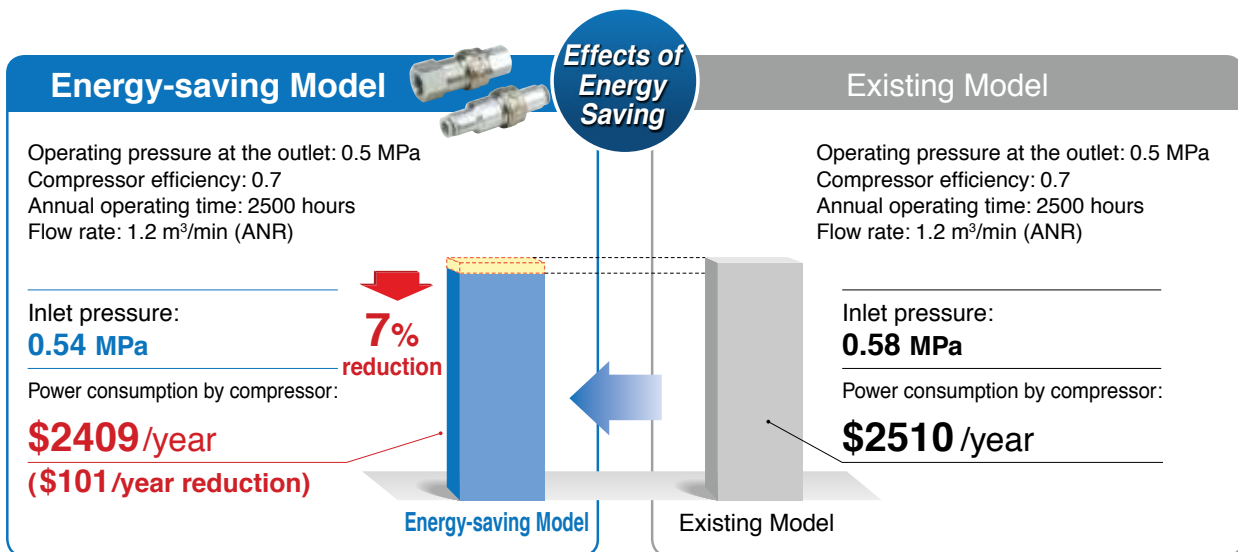 Energy-saving Model
Effects of
Energy
Saving
Existing Model
Operating pressure at the outlet: 0.5 MPa
Compressor efficiency: 0.7
Annual operating time: 2500 hours
Flow rate: 1.2 m³/min (ANR)
Inlet pressure:
0.54 MPa
Power consumption by compressor:
$2409/year
($101/year reduction)
7%
reduction
Energy-saving Model
Existing Model
Operating pressure at the outlet: 0.5 MPa
Compressor efficiency: 0.7
Annual operating time: 2500 hours
Flow rate: 1.2 m³/min (ANR)
Inlet pressure:
0.58 MPa
Power consumption by compressor:
$2510/year